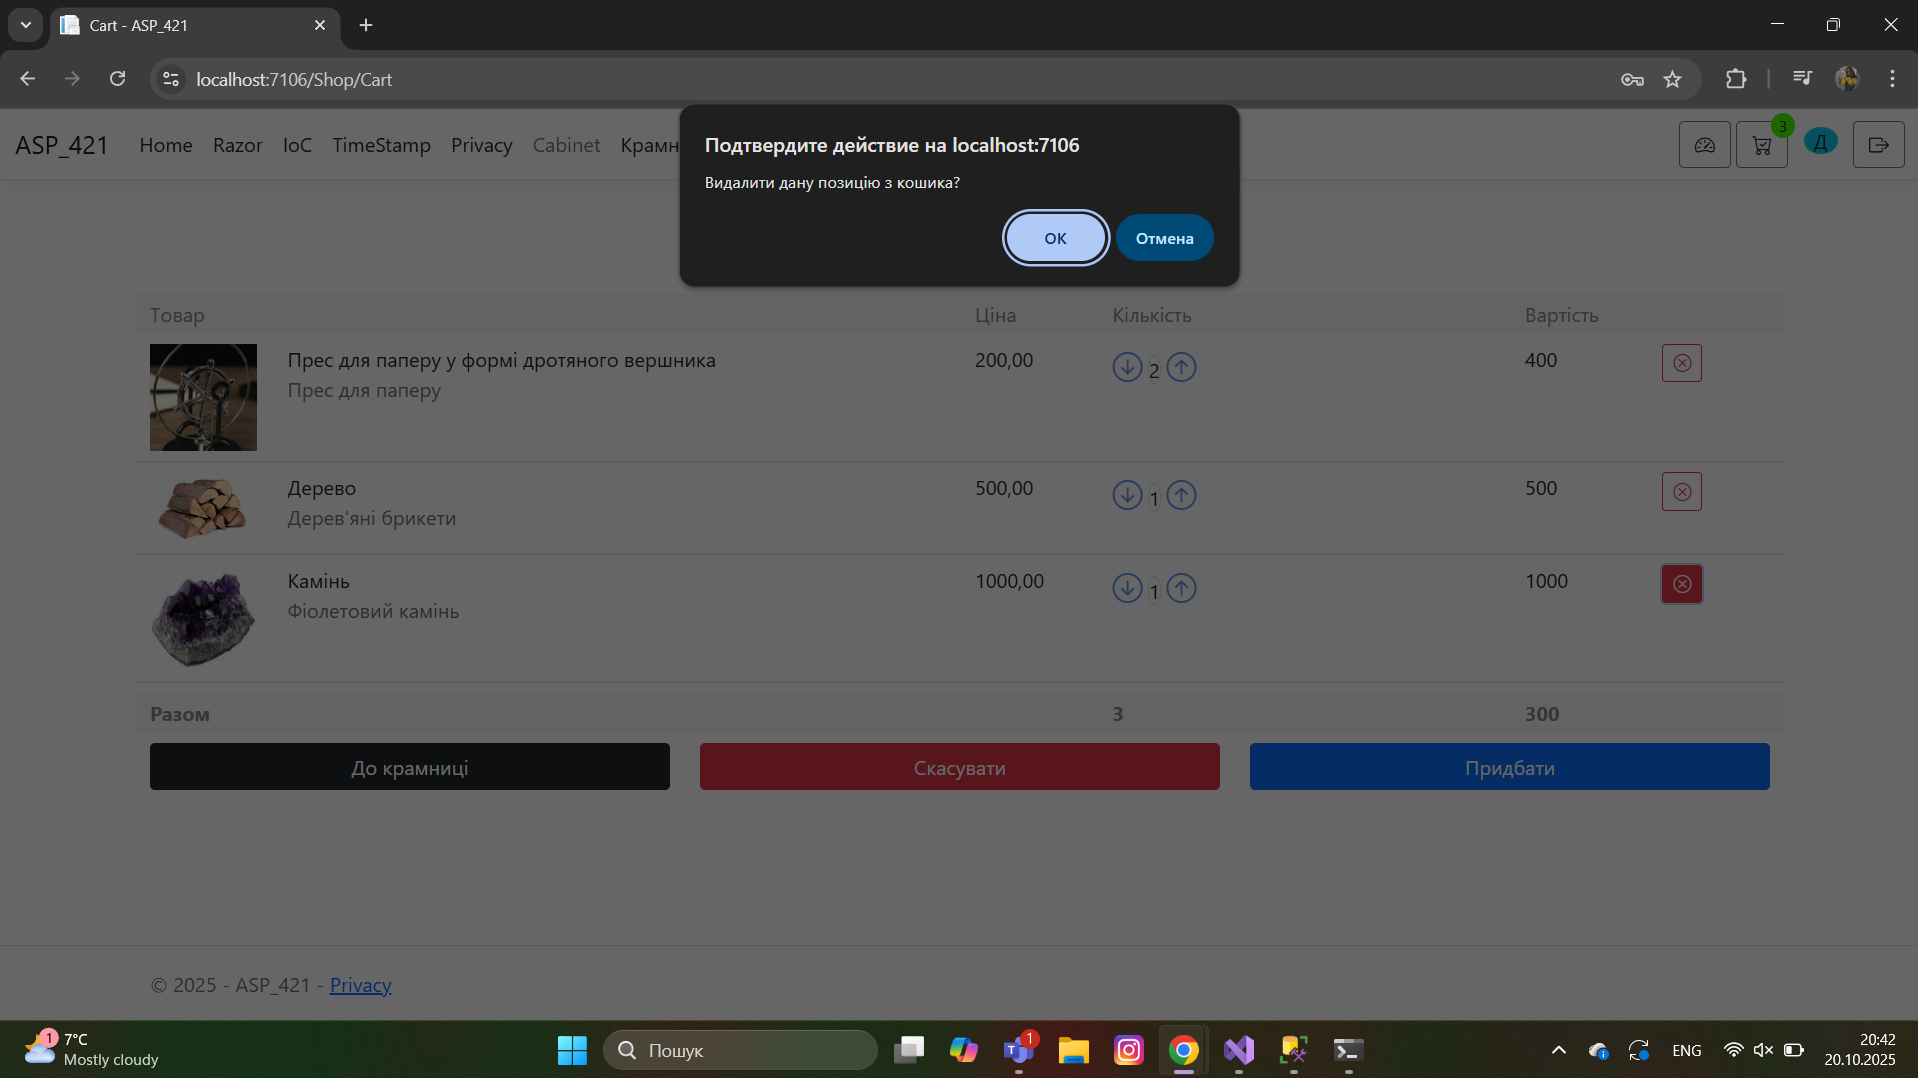 Cart - ASP_421
localhost:7106/Shop/Cart
ASP_421 Home Razor IoC TimeStamp Privacy Cabinet Крамн
3
Д
Подтвердите действие на localhost:7106
Видалити дану позицію з кошика?
ОК Отмена
Товар Ціна Кількість Вартість
Прес для паперу у формі дротяного вершника 200,00 2 400
Прес для паперу
Дерево 500,00 1 500
Дерев'яні брикети
Камінь 1000,00 1 1000
Фіолетовий камінь
Разом 3 300
До крамниці Скасувати Придбати
© 2025 - ASP_421 - Privacy
1
7°C
Mostly cloudy
Пошук
1
ENG
20:42
20.10.2025